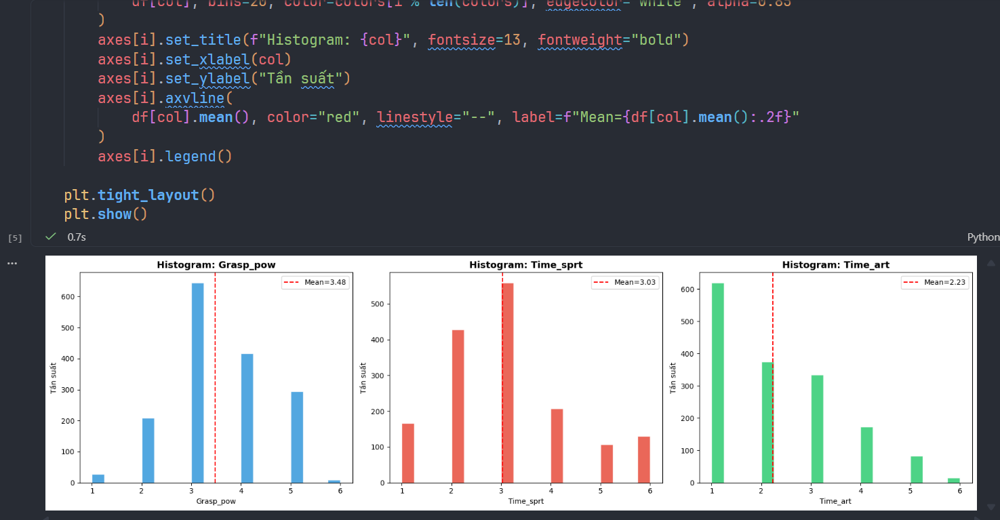 df[col], bins=20, color=colors[i % len(colors)], edgecolor="white", alpha=0.85
)
axes[i].set_title(f"Histogram: {col}", fontsize=13, fontweight="bold")
axes[i].set_xlabel(col)
axes[i].set_ylabel("Tần suất")
axes[i].axvline(
df[col].mean(), color="red", linestyle="--", label=f"Mean={df[col].mean():.2f}"
)
axes[i].legend()
plt.tight_layout()
plt.show()
[5]
0.7s
Python
Histogram: Grasp_pow
Mean=3.48
600
500
400
300
200
100
0
Tần suất
1 2 3 4 5 6
Grasp_pow
Histogram: Time_sprt
Mean=3.03
500
400
300
200
100
0
Tần suất
1 2 3 4 5 6
Time_sprt
Histogram: Time_art
Mean=2.23
600
500
400
300
200
100
0
Tần suất
1 2 3 4 5 6
Time_art